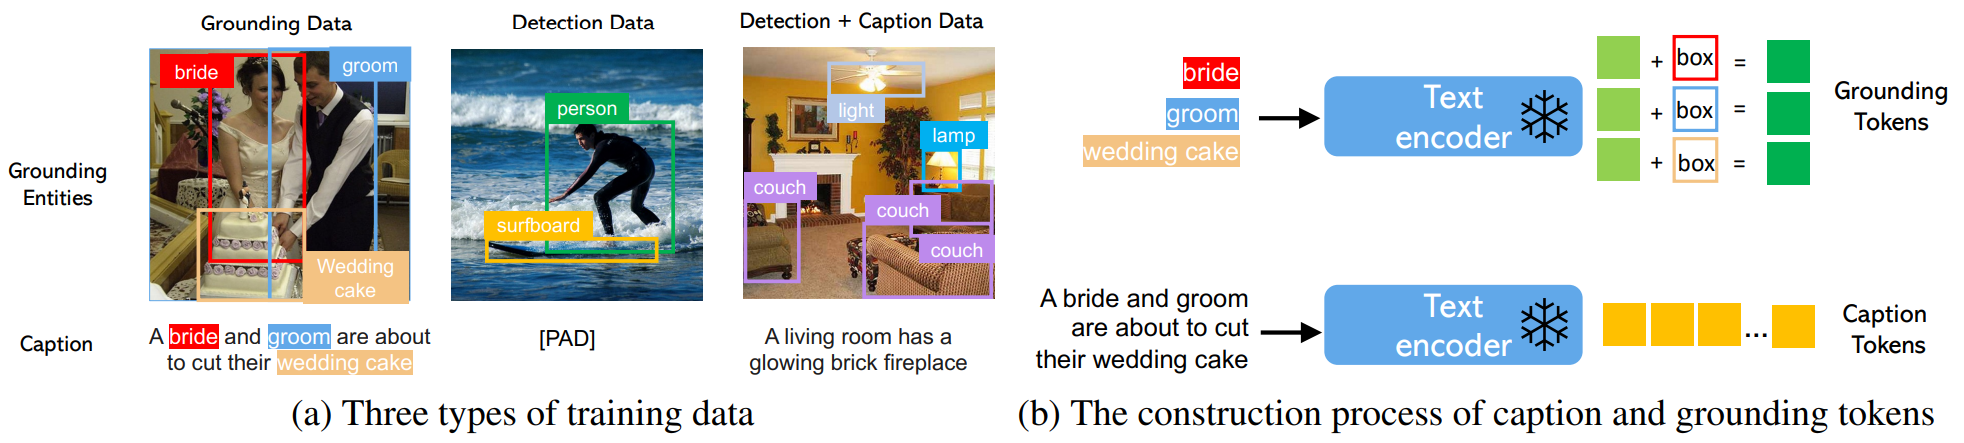 Grounding Data
Detection Data
Detection + Caption Data
Grounding
Entities
bride
groom
Wedding
cake
person
surfboard
light
lamp
couch
couch
couch
Caption
A bride and groom are about
to cut their wedding cake
[PAD]
A living room has a
glowing brick fireplace
(a) Three types of training data
bride
groom
wedding cake
Text
encoder
+ box =
+ box =
+ box =
Grounding
Tokens
A bride and groom
are about to cut
their wedding cake
Text
encoder
...
Caption
Tokens
(b) The construction process of caption and grounding tokens